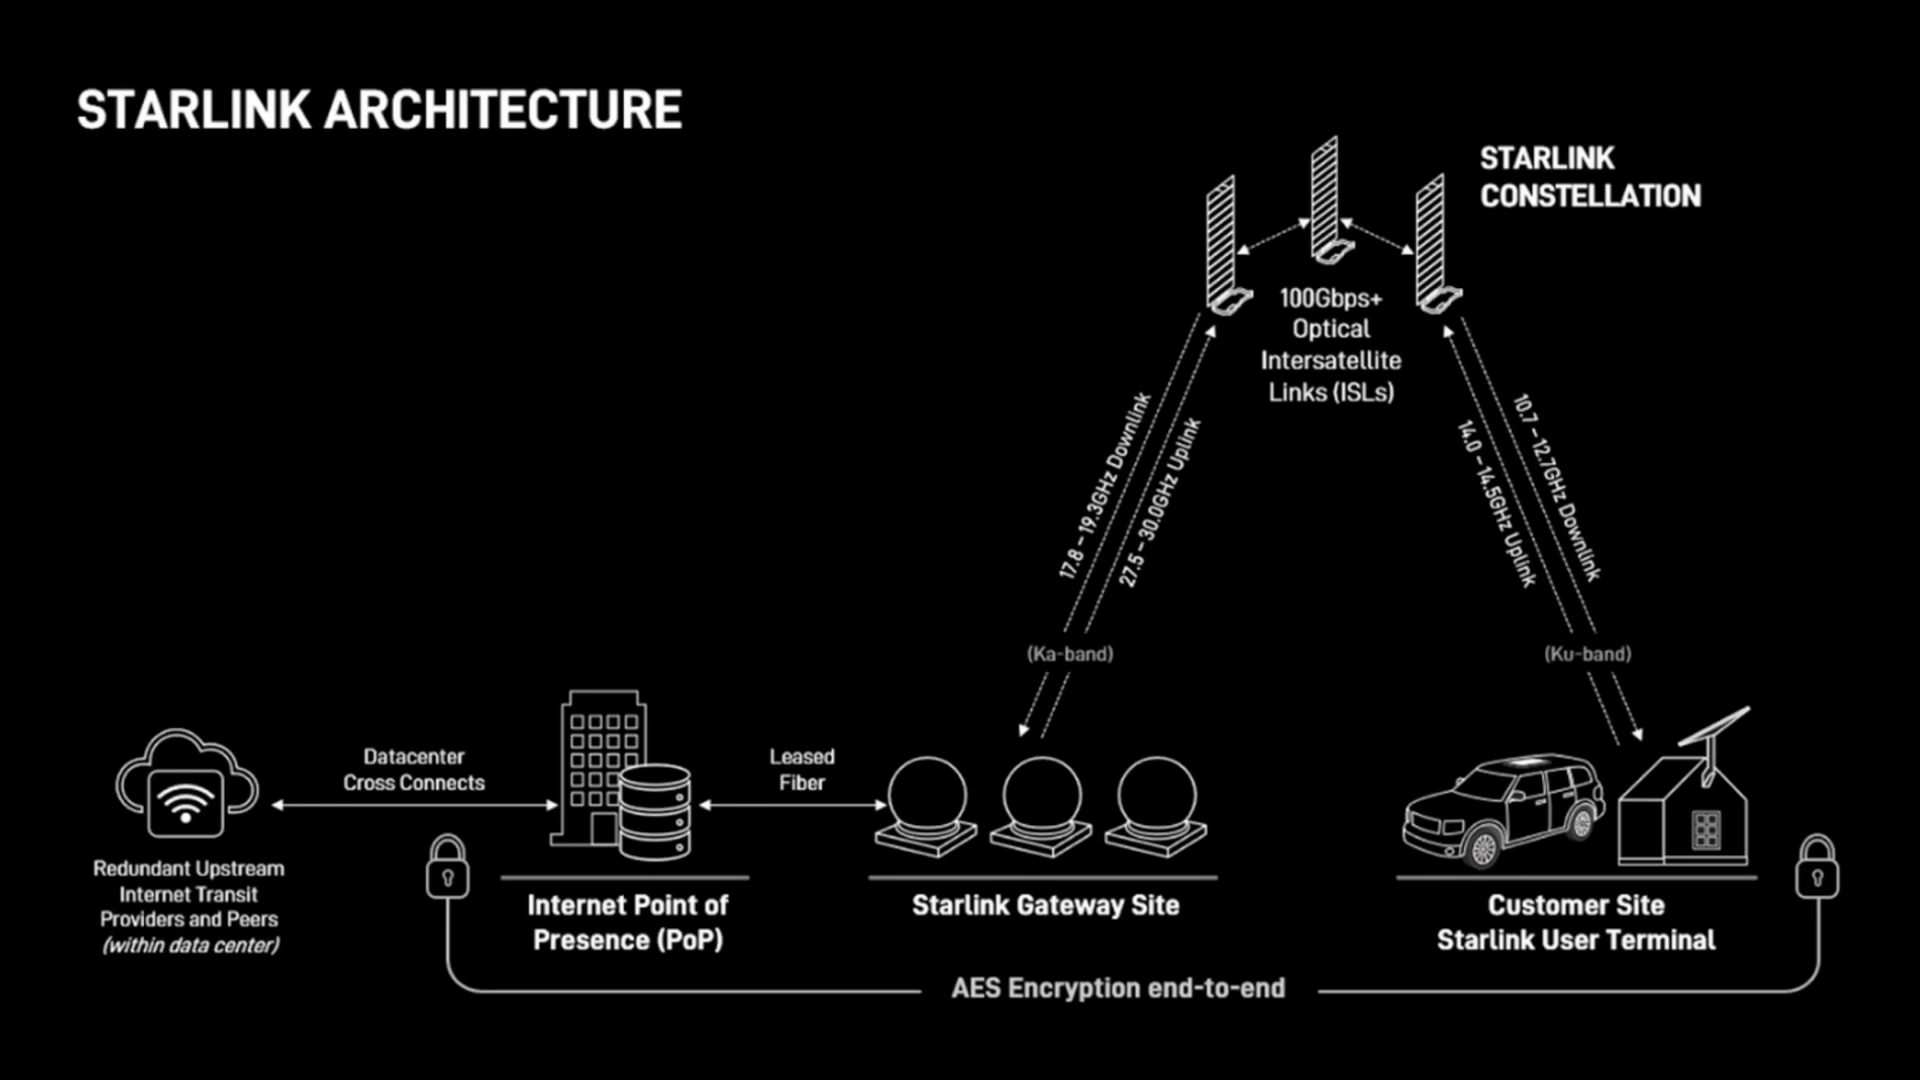 STARLINK ARCHITECTURE
STARLINK
CONSTELLATION
100Gbps+
Optical
Intersatellite
Links (ISLs)
17.8 – 19.3GHz Downlink
27.5 – 30.0GHz Uplink
14.0 – 14.5GHz Uplink
10.7 – 12.7GHz Downlink
(Ka-band)
(Ku-band)
Datacenter
Cross Connects
Leased
Fiber
Redundant Upstream
Internet Transit
Providers and Peers
(within data center)
Internet Point of
Presence (PoP)
Starlink Gateway Site
Customer Site
Starlink User Terminal
AES Encryption end-to-end